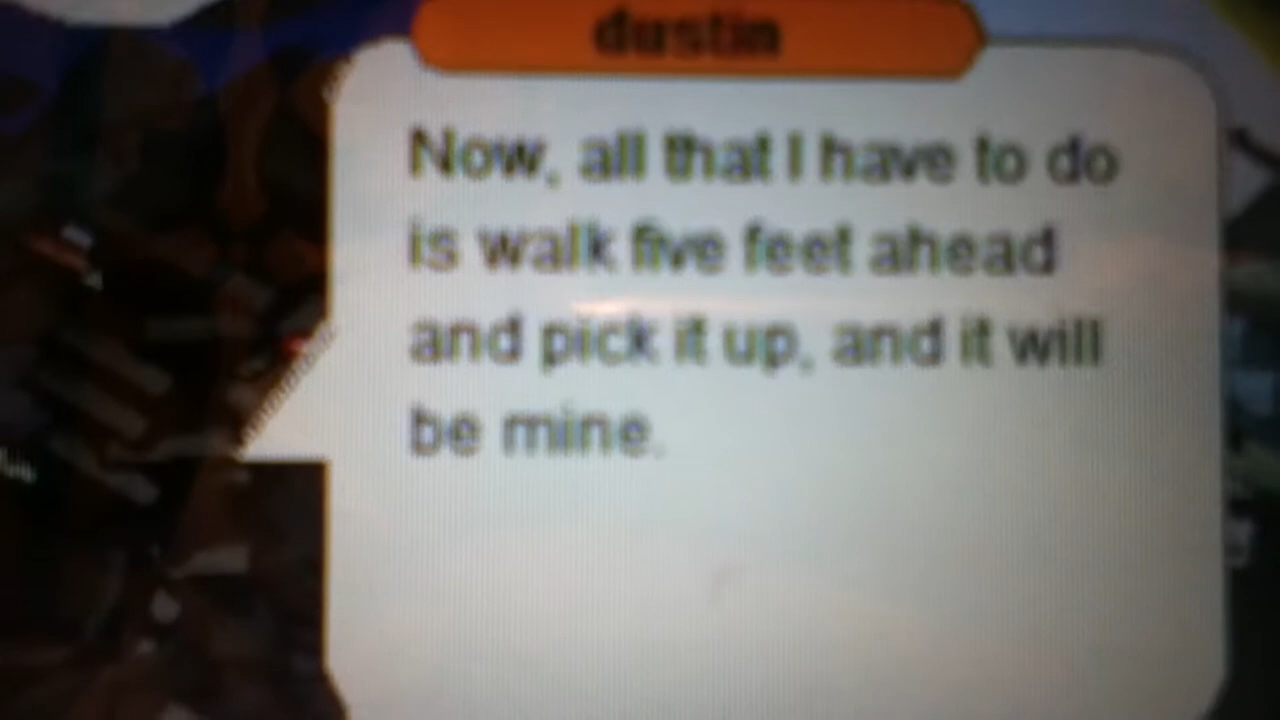 dustin
Now, all that I have to do
is walk five feet ahead
and pick it up, and it will
be mine.